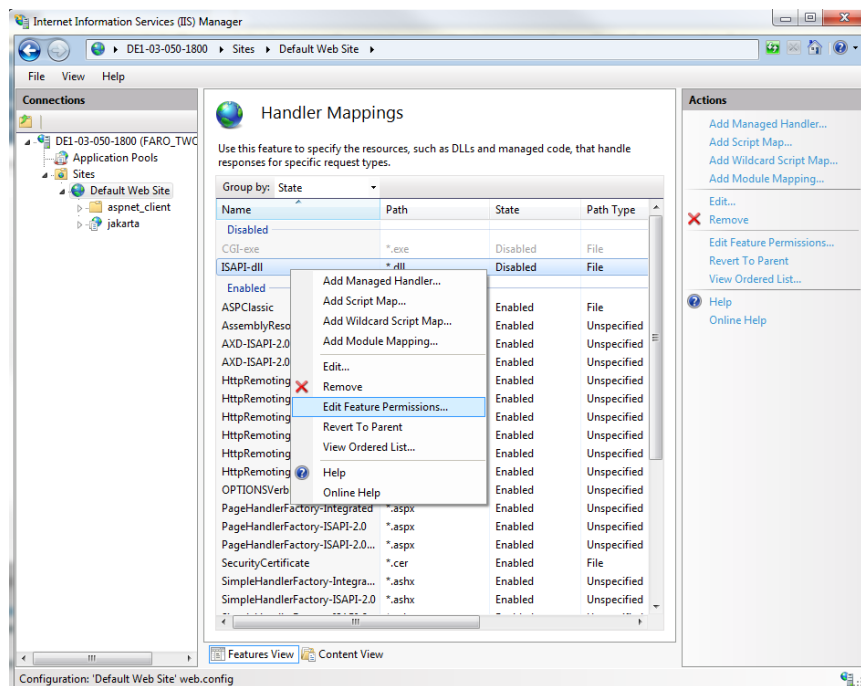 Internet Information Services (IIS) Manager
DE1-03-050-1800 Sites Default Web Site
File View Help
Connections
DE1-03-050-1800 (FARO_TWO
Application Pools
Sites
Default Web Site
aspnet_client
jakarta
Handler Mappings
Use this feature to specify the resources, such as DLLs and managed code, that handle
responses for specific request types.
Group by: State
Name Path State Path Type
Disabled
CGI-exe *.exe Disabled File
ISAPI-dll *.dll Disabled File
Enabled
ASPClassic Enabled File
AssemblyReso Enabled Unspecified
AXD-ISAPI-2.0 Enabled Unspecified
AXD-ISAPI-2.0 Enabled Unspecified
HttpRemoting Enabled Unspecified
HttpRemoting Enabled Unspecified
HttpRemoting Enabled Unspecified
HttpRemoting Enabled Unspecified
HttpRemoting Enabled Unspecified
HttpRemoting Enabled Unspecified
OPTIONSVerb Enabled Unspecified
PageHandlerFactory-Integrated *.aspx Enabled Unspecified
PageHandlerFactory-ISAPI-2.0 *.aspx Enabled Unspecified
PageHandlerFactory-ISAPI-2.0... *.aspx Enabled Unspecified
SecurityCertificate *.cer Enabled File
SimpleHandlerFactory-Integra... *.ashx Enabled Unspecified
SimpleHandlerFactory-ISAPI-2.0 *.ashx Enabled Unspecified
Add Managed Handler...
Add Script Map...
Add Wildcard Script Map...
Add Module Mapping...
Edit...
Remove
Edit Feature Permissions...
Revert To Parent
View Ordered List...
Help
Online Help
Features View Content View
Actions
Add Managed Handler...
Add Script Map...
Add Wildcard Script Map...
Add Module Mapping...
Edit...
Remove
Edit Feature Permissions...
Revert To Parent
View Ordered List...
Help
Online Help
Configuration: 'Default Web Site' web.config